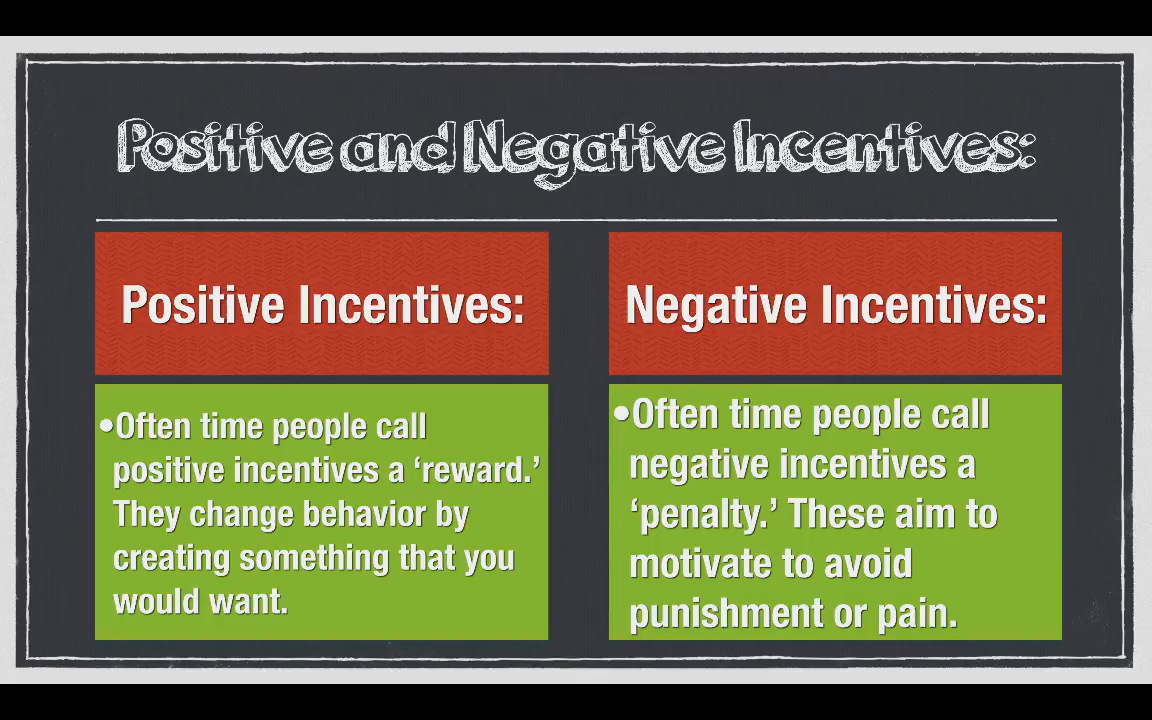 Positive and Negative Incentives:
Positive Incentives:
•Often time people call
positive incentives a ‘reward.’
They change behavior by
creating something that you
would want.
Negative Incentives:
•Often time people call
negative incentives a
‘penalty.’ These aim to
motivate to avoid
punishment or pain.